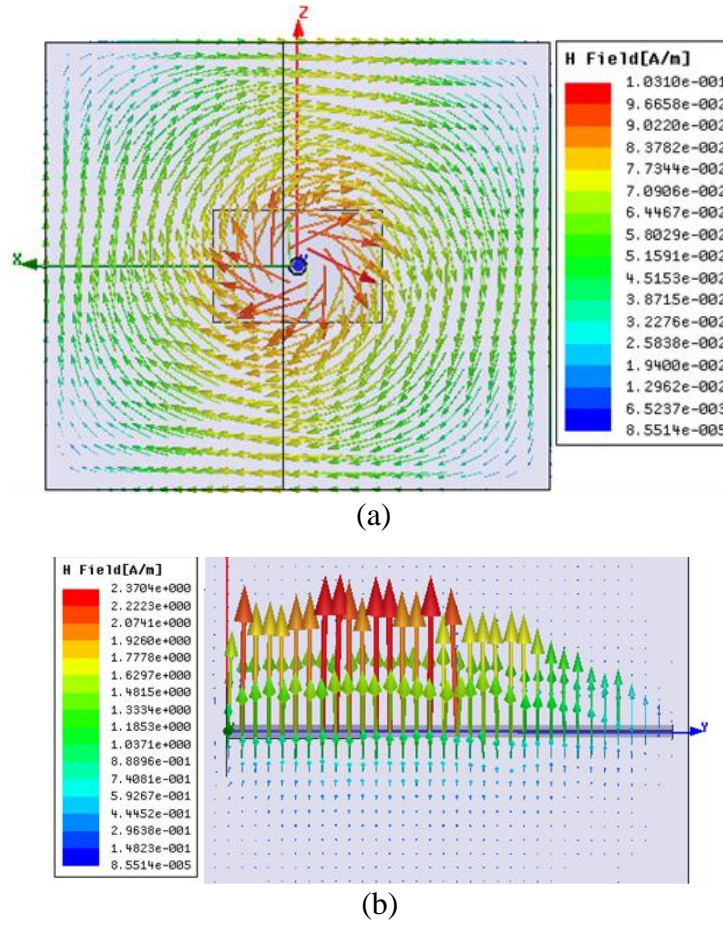 Z
H Field[A/m]
1.0310e-001
9.6658e-002
9.0220e-002
8.3782e-002
7.7344e-002
7.0906e-002
6.4467e-002
5.8029e-002
5.1591e-002
4.5153e-002
3.8715e-002
3.2276e-002
2.5838e-002
1.9400e-002
1.2962e-002
6.5237e-003
8.5514e-005
X
(a)
H Field[A/m]
2.3704e+000
2.2223e+000
2.0741e+000
1.9260e+000
1.7778e+000
1.6297e+000
1.4815e+000
1.3334e+000
1.1853e+000
1.0371e+000
8.8896e-001
7.4081e-001
5.9267e-001
4.4452e-001
2.9638e-001
1.4823e-001
8.5514e-005
Y
(b)